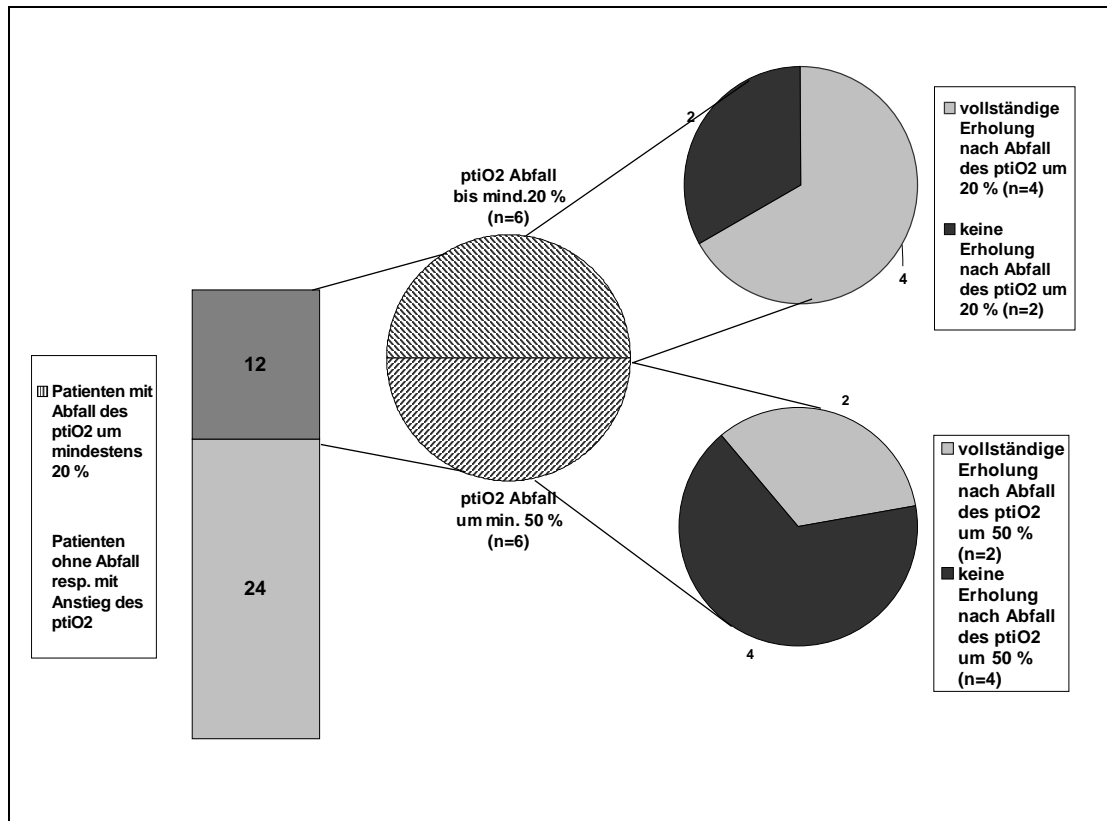 Patienten mit
Abfall des
ptiO2 um
mindestens
20 %
Patienten
ohne Abfall
resp. mit
Anstieg des
ptiO2
12
24
ptiO2 Abfall
bis mind.20 %
(n=6)
ptiO2 Abfall
um min. 50 %
(n=6)
2
4
2
4
vollständige
Erholung
nach Abfall
des ptiO2 um
20 % (n=4)
keine
Erholung
nach Abfall
des ptiO2 um
20 % (n=2)
vollständige
Erholung
nach Abfall
des ptiO2
um 50 %
(n=2)
keine
Erholung
nach Abfall
des ptiO2
um 50 %
(n=4)